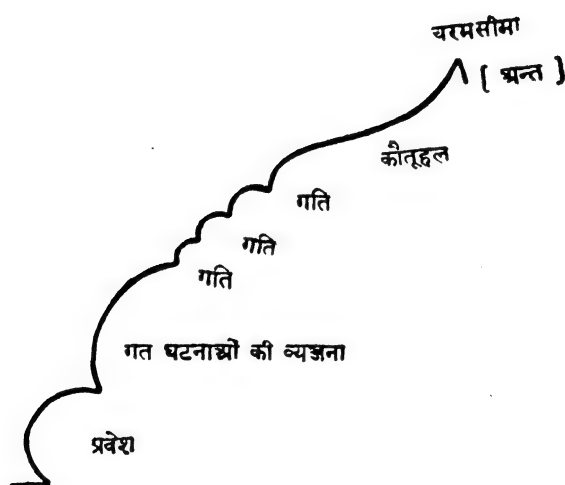 चरमसीमा
( अन्त )
कौतूहल
गति
गति
गति
गत घटनाओं की व्यञ्जना
प्रवेश